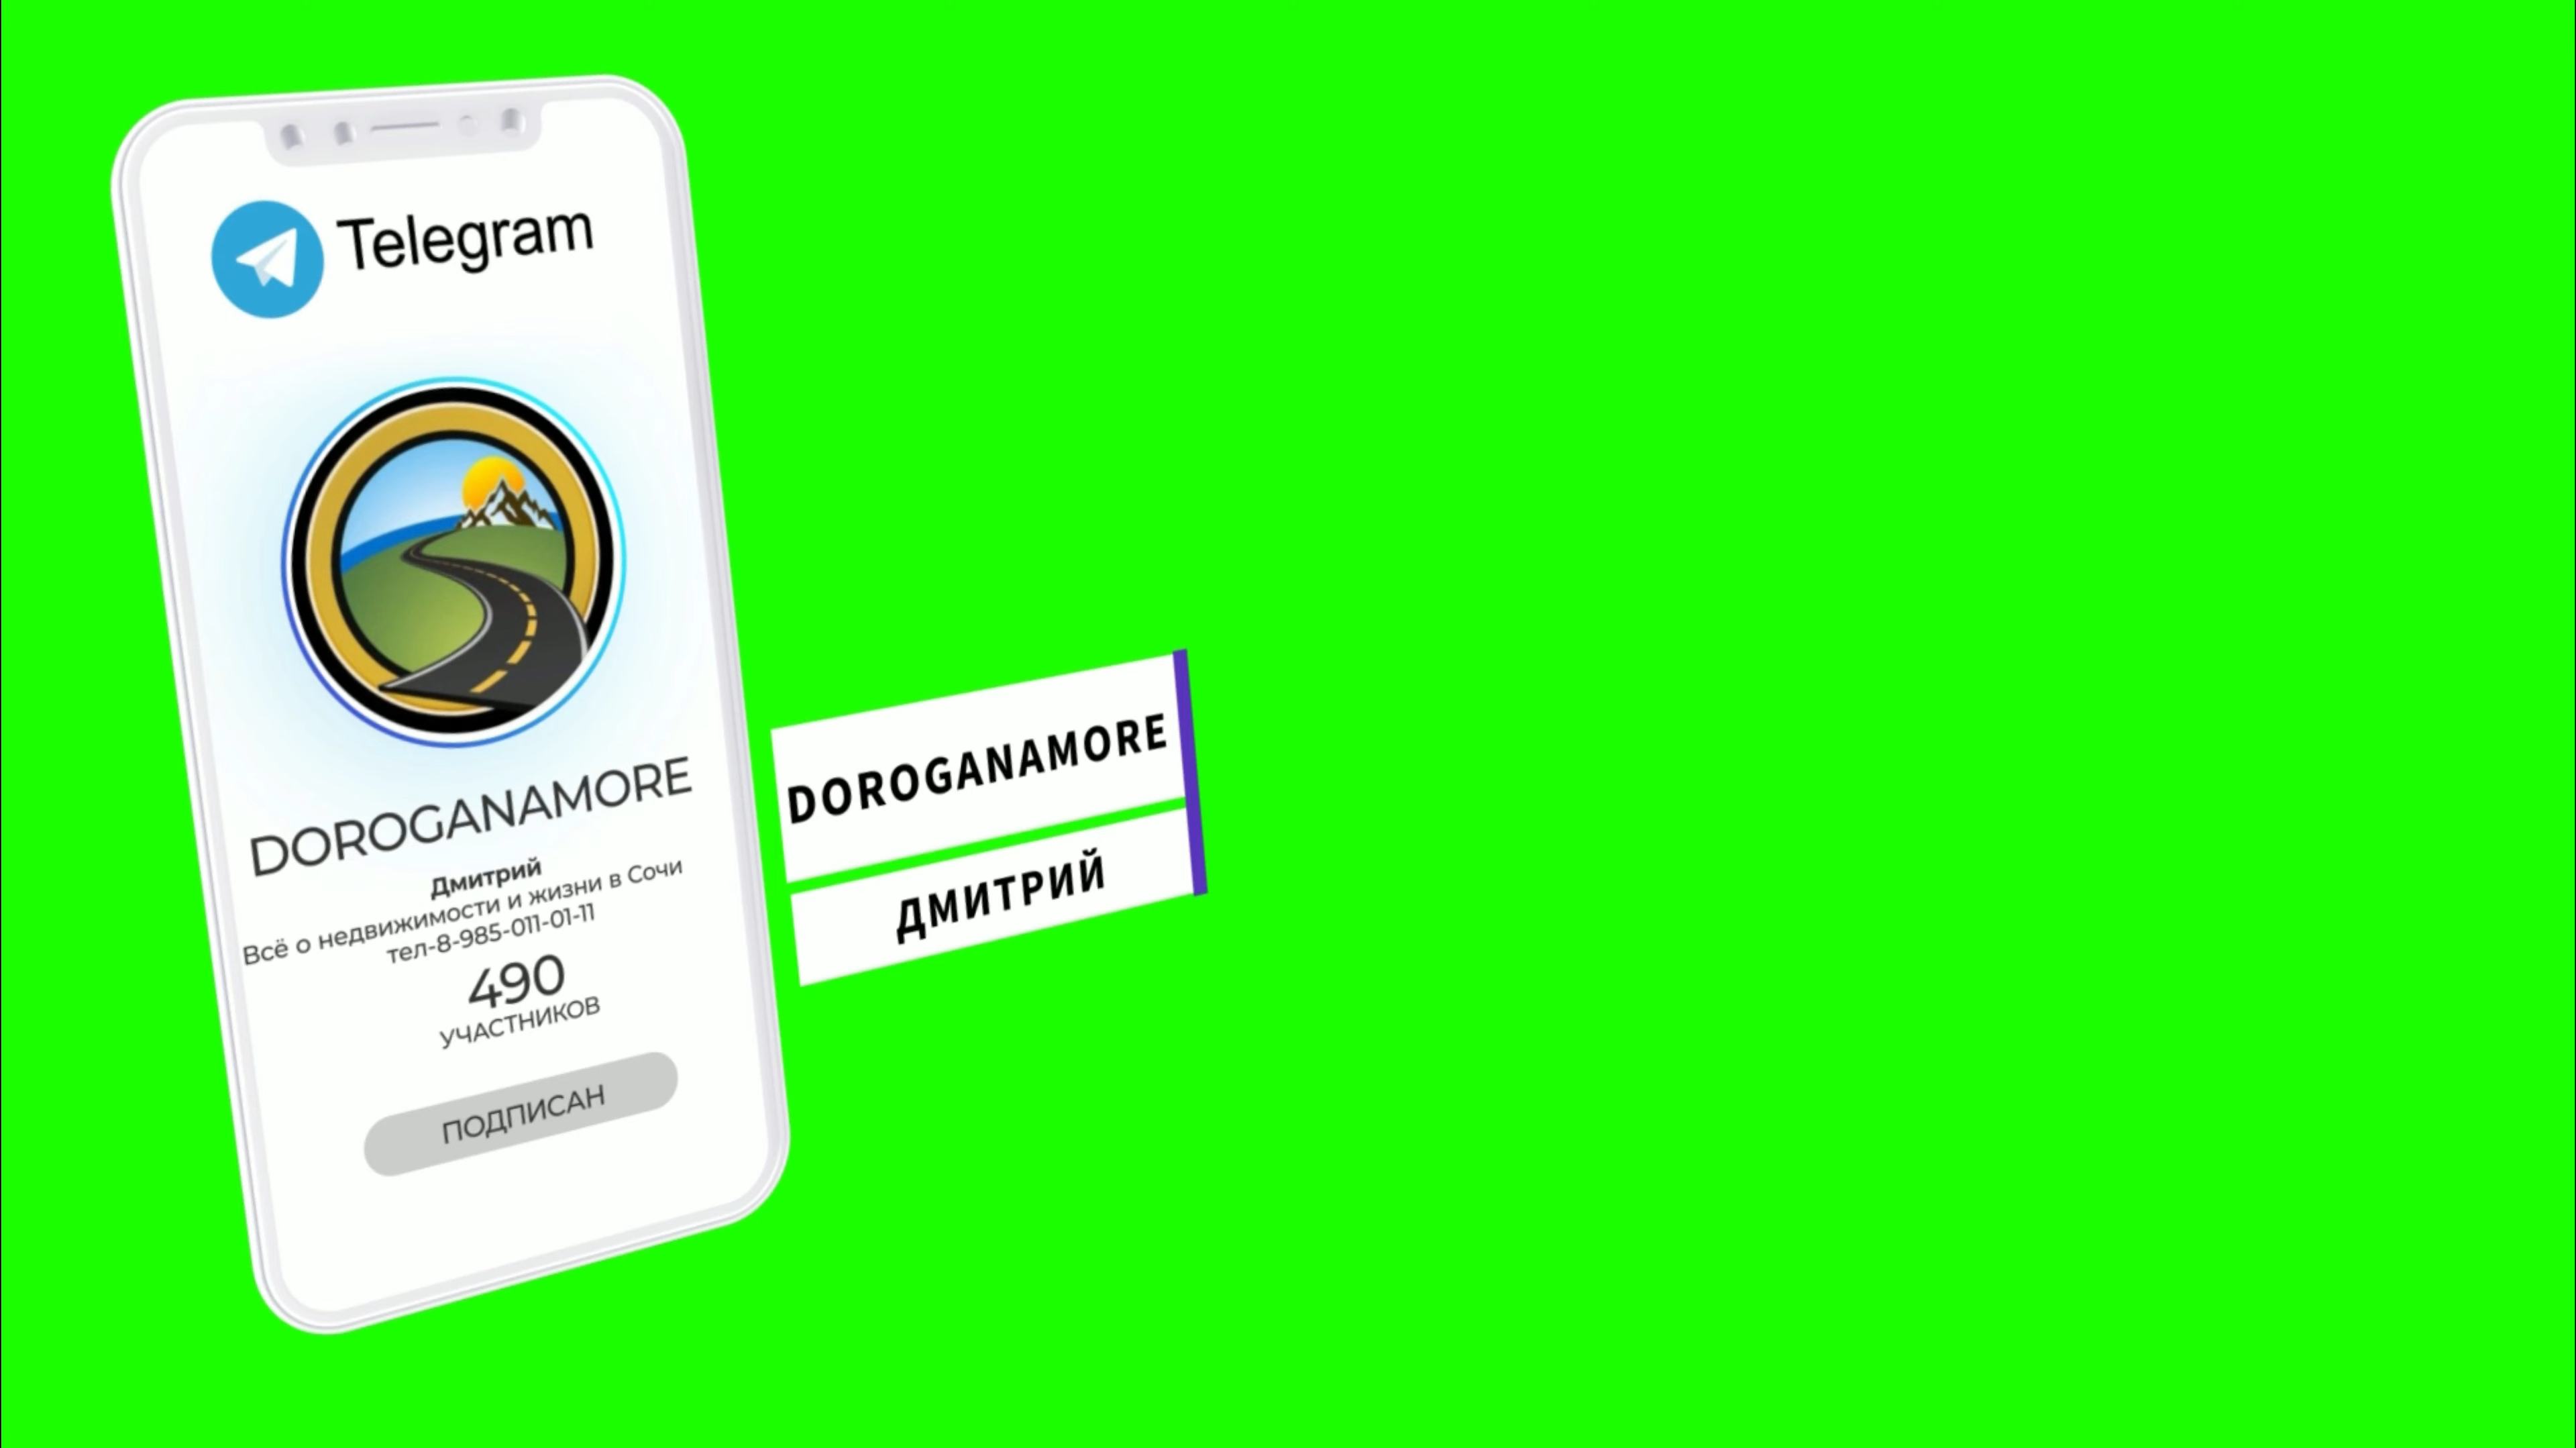 Telegram
DOROGANAMORE
Дмитрий
Всё о недвижимости и жизни в Сочи
тел-8-985-011-01-11
490
УЧАСТНИКОВ
ПОДПИСАН
DOROGANAMORE
ДМИТРИЙ